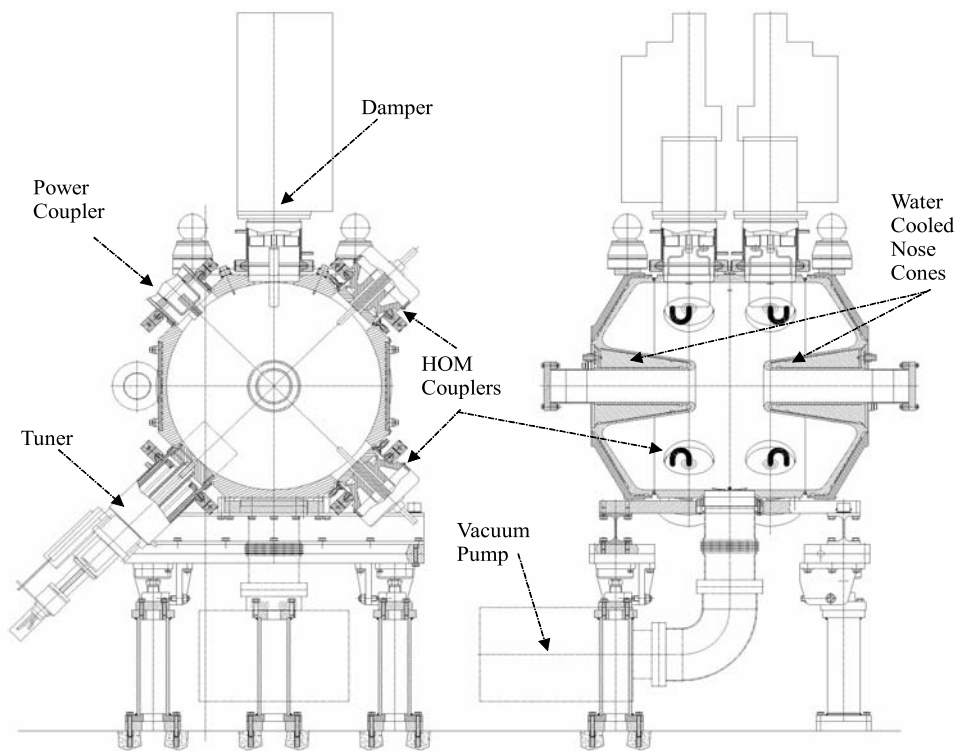 Damper
Power
Coupler
Water
Cooled
Nose
Cones
HOM
Couplers
Tuner
Vacuum
Pump